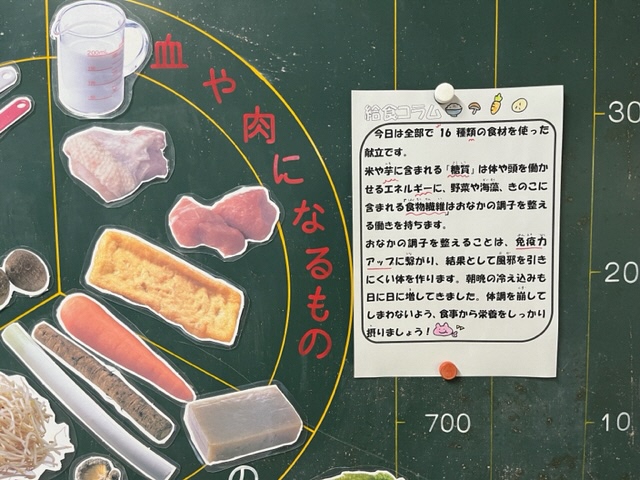 血や肉になるもの
給食コラム
今日は全部で16種類の食材を使った
献立です。
米や芋に含まれる「糖質」は体や頭を働か
せるエネルギーに、野菜や海藻、きのこに
含まれる食物繊維はおなかの調子を整え
る働きを持ちます。
おなかの調子を整えることは、免疫力
アップに繋がり、結果として風邪を引き
にくい体を作ります。朝晩の冷え込みも
日に日に増してきました。体調を崩して
しまわないよう、食事から栄養をしっかり
摂りましょう！
30
20
700
10
の